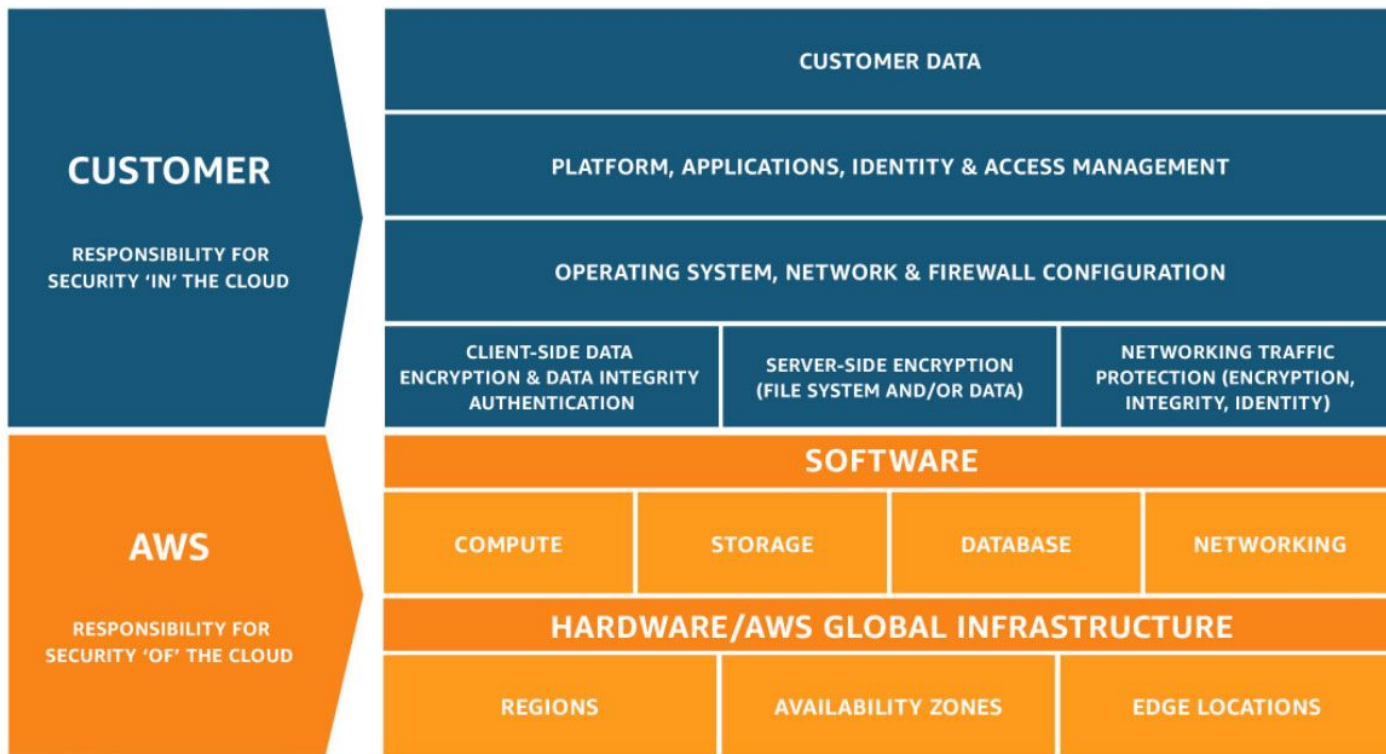 CUSTOMER
RESPONSIBILITY FOR
SECURITY ‘IN’ THE CLOUD
CUSTOMER DATA
PLATFORM, APPLICATIONS, IDENTITY & ACCESS MANAGEMENT
OPERATING SYSTEM, NETWORK & FIREWALL CONFIGURATION
CLIENT-SIDE DATA
ENCRYPTION & DATA INTEGRITY
AUTHENTICATION
SERVER-SIDE ENCRYPTION
(FILE SYSTEM AND/OR DATA)
NETWORKING TRAFFIC
PROTECTION (ENCRYPTION,
INTEGRITY, IDENTITY)
AWS
RESPONSIBILITY FOR
SECURITY ‘OF’ THE CLOUD
SOFTWARE
COMPUTE
STORAGE
DATABASE
NETWORKING
HARDWARE/AWS GLOBAL INFRASTRUCTURE
REGIONS
AVAILABILITY ZONES
EDGE LOCATIONS